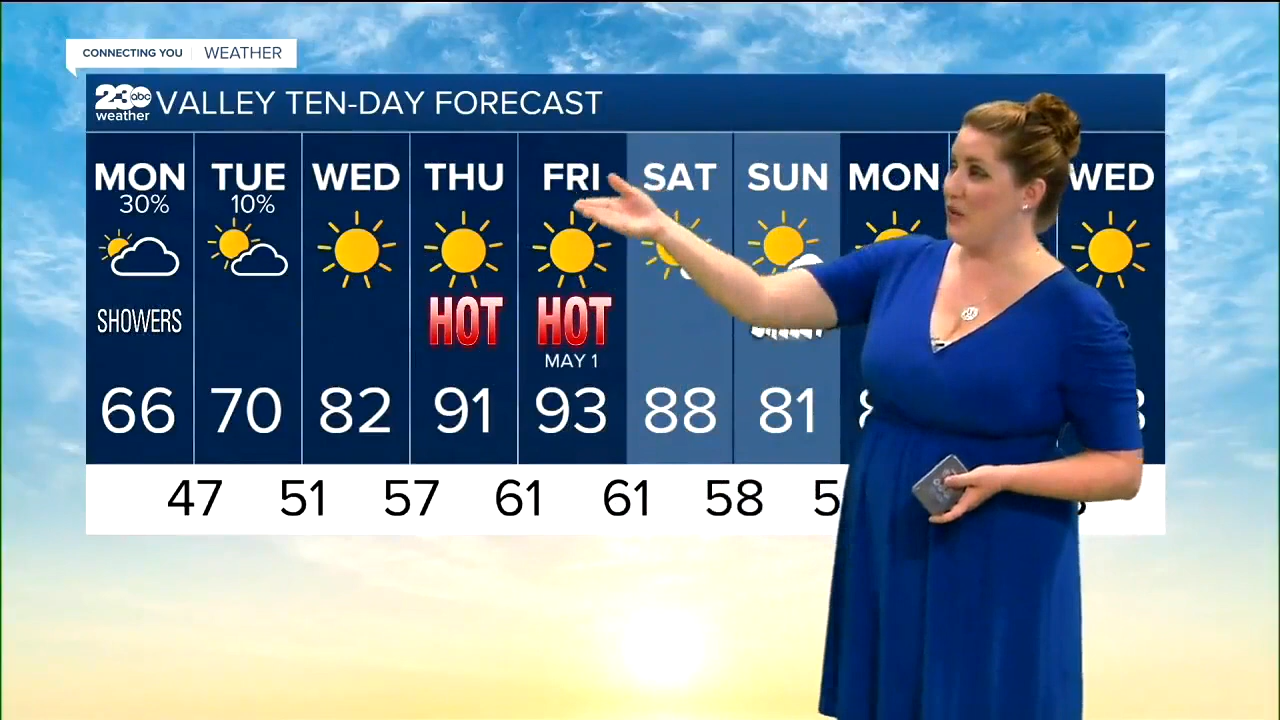 CONNECTING YOU WEATHER
23 abc
weather
VALLEY TEN-DAY FORECAST
MON TUE WED THU FRI SAT SUN MON WED
30% 10%
SHOWERS HOT HOT
MAY 1
66 70 82 91 93 88 81
47 51 57 61 61 58